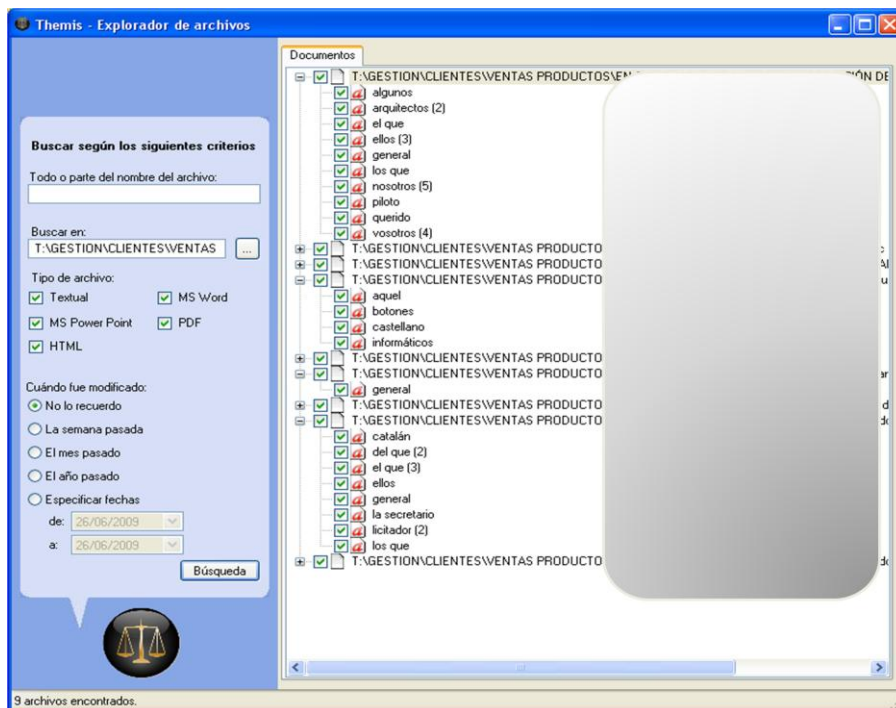 Themis - Explorador de archivos
Buscar según los siguientes criterios
Todo o parte del nombre del archivo:
Buscar en:
T:\GESTION\CLIENTES\VENTAS
...
Tipo de archivo:
Textual
MS Word
MS Power Point
PDF
HTML
Cuándo fue modificado:
No lo recuerdo
La semana pasada
El mes pasado
El año pasado
Especificar fechas
de: 26/06/2009
a: 26/06/2009
Búsqueda
Documentos
T:\GESTION\CLIENTES\VENTAS PRODUCTOS\EN
algunos
arquitectos (2)
el que
ellos (3)
general
los que
nosotros (5)
piloto
querido
vosotros (4)
T:\GESTION\CLIENTES\VENTAS PRODUCTO
T:\GESTION\CLIENTES\VENTAS PRODUCTO
T:\GESTION\CLIENTES\VENTAS PRODUCTO
aquel
botones
castellano
informáticos
T:\GESTION\CLIENTES\VENTAS PRODUCTO
T:\GESTION\CLIENTES\VENTAS PRODUCTO
general
T:\GESTION\CLIENTES\VENTAS PRODUCTO
T:\GESTION\CLIENTES\VENTAS PRODUCTO
catalán
del que (2)
el que (3)
ellos
general
la secretario
licitador (2)
los que
T:\GESTION\CLIENTES\VENTAS PRODUCTO
9 archivos encontrados.